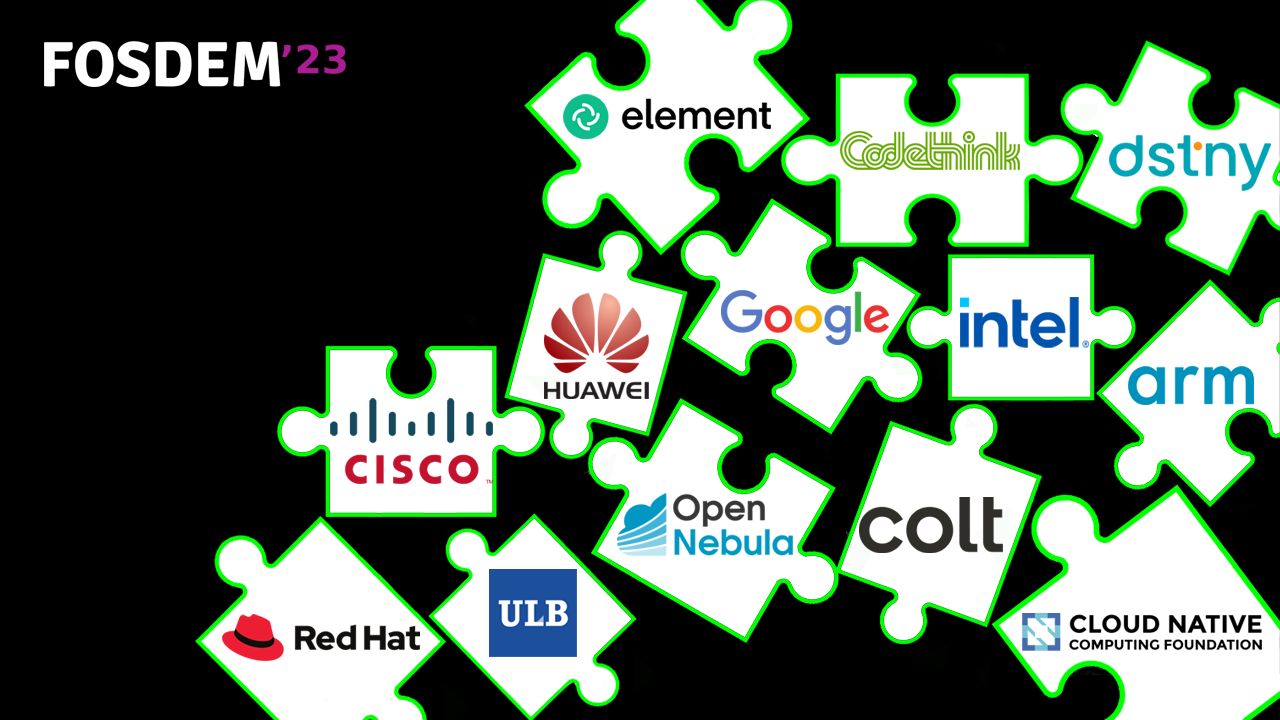 FOSDEM'23
element
Codethink
dstny
HUAWEI
Google
intel®
arm
CISCO™
Open
Nebula
colt
Red Hat
ULB
CLOUD NATIVE
COMPUTING FOUNDATION